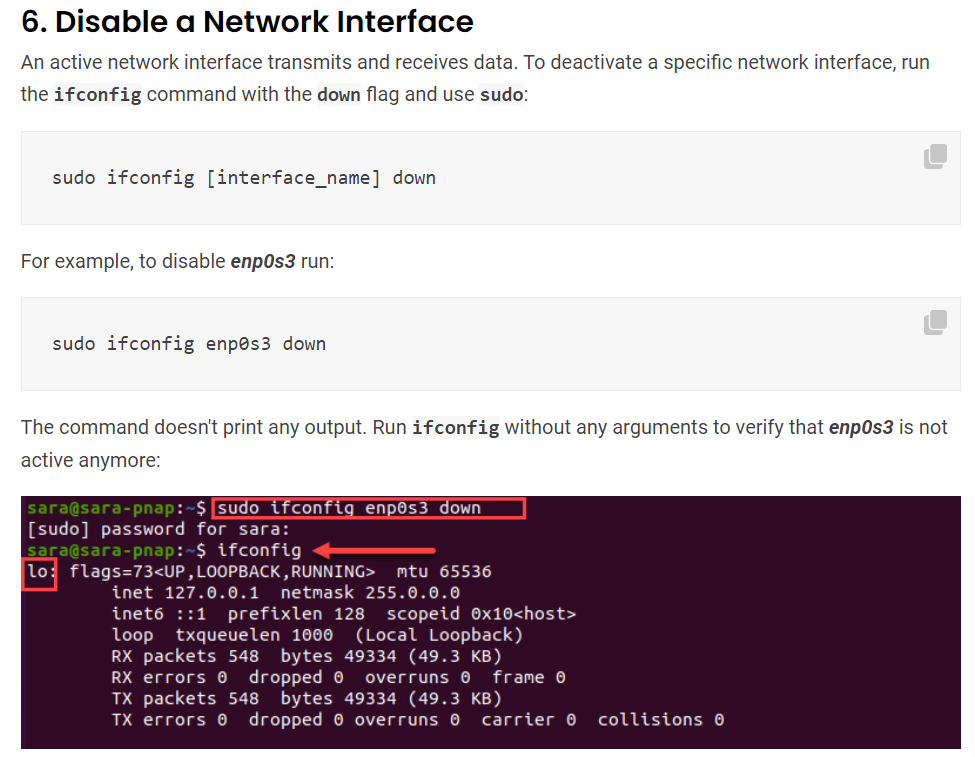 6. Disable a Network Interface
An active network interface transmits and receives data. To deactivate a specific network interface, run
the ifconfig command with the down flag and use sudo:
sudo ifconfig [interface_name] down
For example, to disable enp0s3 run:
sudo ifconfig enp0s3 down
The command doesn't print any output. Run ifconfig without any arguments to verify that enp0s3 is not
active anymore:
sara@sara-pnap:~$ sudo ifconfig enp0s3 down
[sudo] password for sara:
sara@sara-pnap:~$ ifconfig
lo: flags=73<UP,LOOPBACK,RUNNING>  mtu 65536
        inet 127.0.0.1  netmask 255.0.0.0
        inet6 ::1  prefixlen 128  scopeid 0x10<host>
        loop  txqueuelen 1000  (Local Loopback)
        RX packets 548  bytes 49334 (49.3 KB)
        RX errors 0  dropped 0  overruns 0  frame 0
        TX packets 548  bytes 49334 (49.3 KB)
        TX errors 0  dropped 0 overruns 0  carrier 0  collisions 0